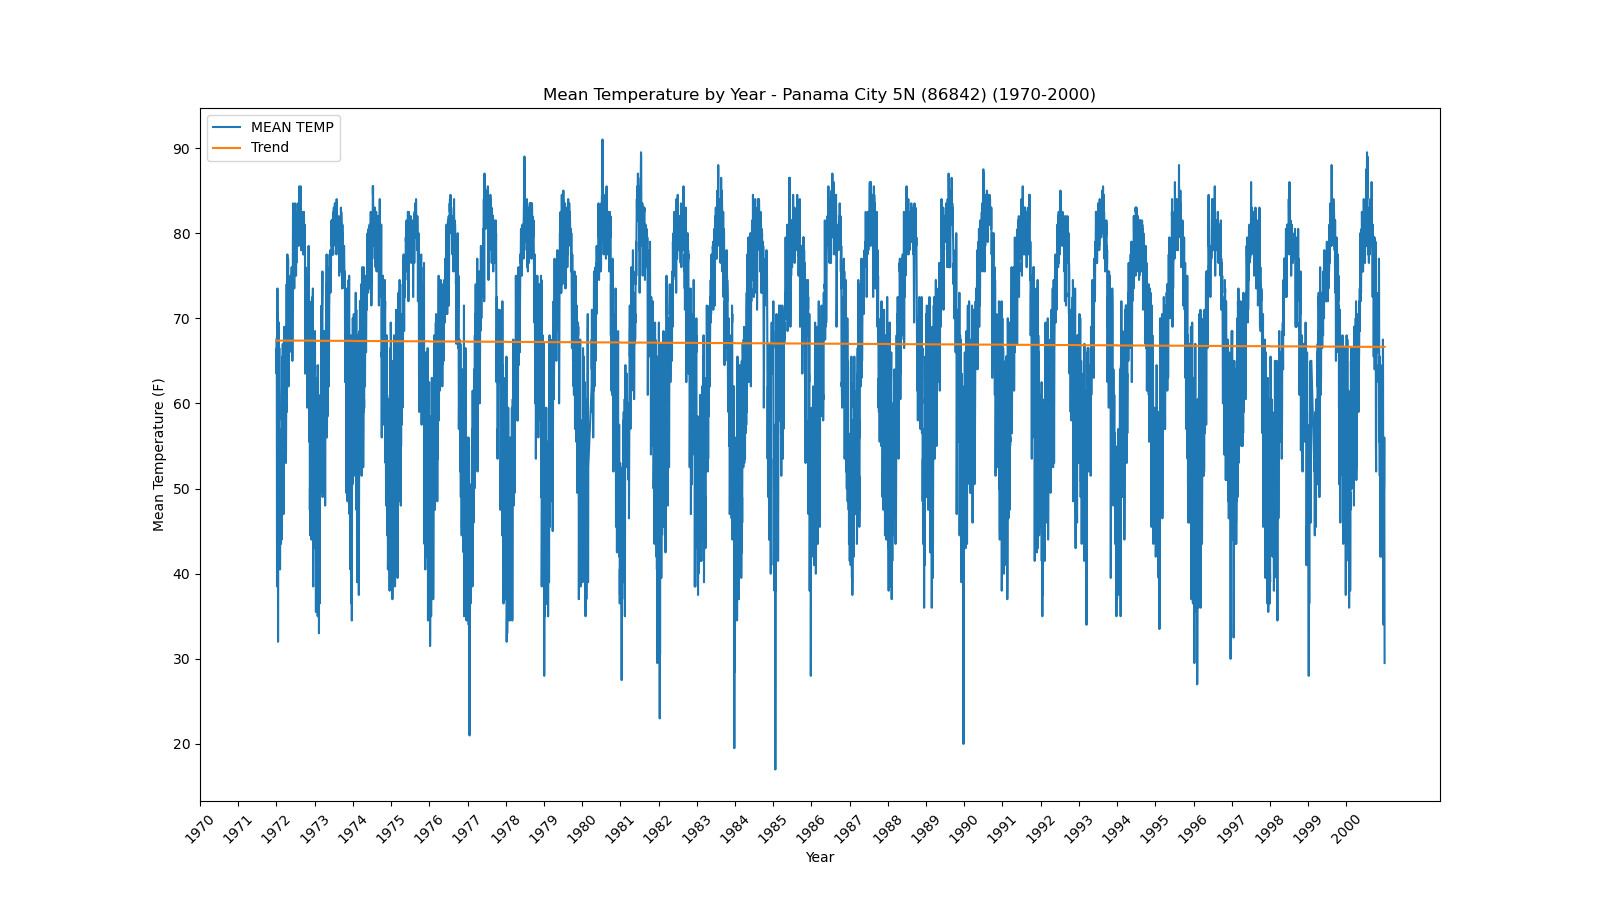 Mean Temperature by Year - Panama City 5N (86842) (1970-2000)
MEAN TEMP
Trend
90
80
70
60
50
40
30
20
Mean Temperature (F)
1970 1971 1972 1973 1974 1975 1976 1977 1978 1979 1980 1981 1982 1983 1984 1985 1986 1987 1988 1989 1990 1991 1992 1993 1994 1995 1996 1997 1998 1999 2000
Year